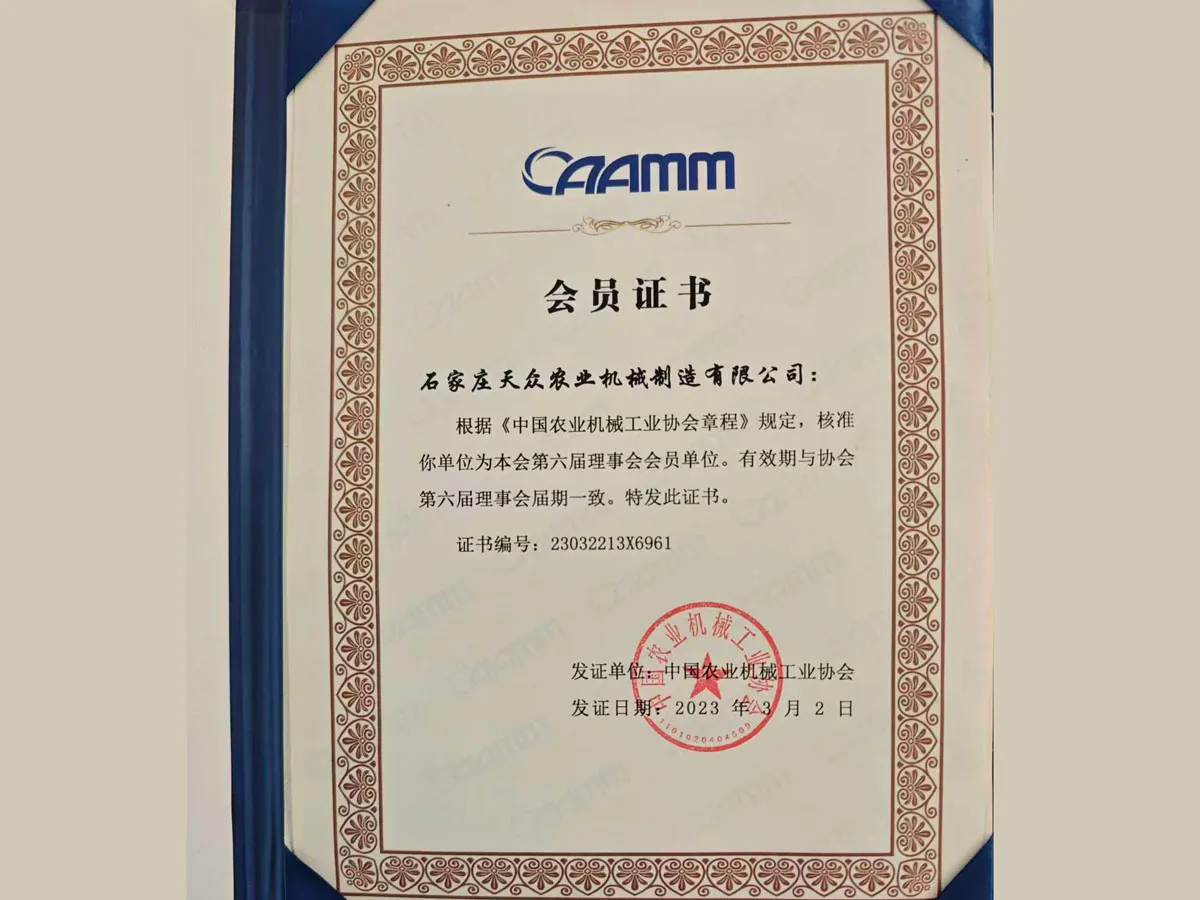 CAAMM
会员证书
石家庄天众农业机械制造有限公司：
根据《中国农业机械工业协会章程》规定，核准
你单位为本会第六届理事会会员单位。有效期与协会
第六届理事会届期一致。特发此证书。
证书编号：23032213X6961
发证单位：中国农业机械工业协会
发证日期：2023 年 3 月 2 日
中国农业机械工业协会